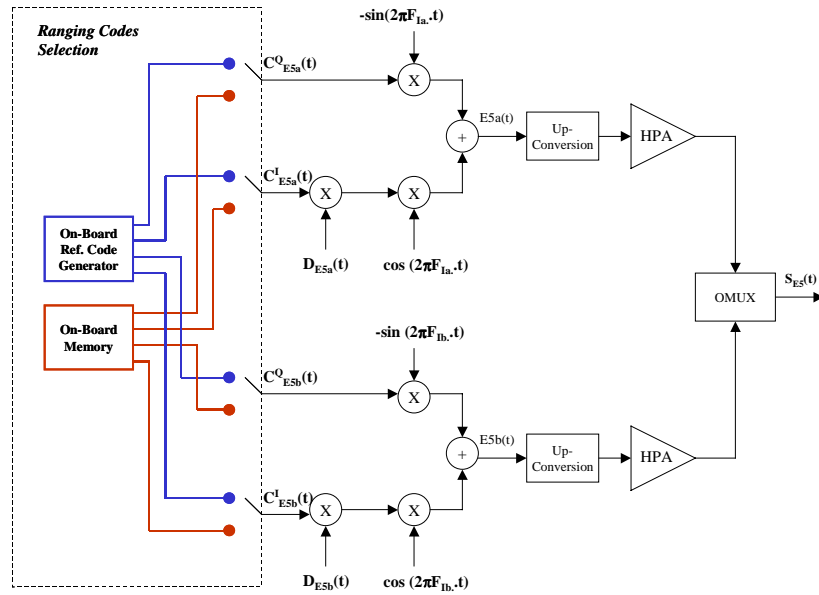 Ranging Codes
Selection
-sin(2πF_Ia..t)
C^Q_E5a(t)
X
+
E5a(t)
Up-
Conversion
HPA
C^I_E5a(t)
X
X
D_E5a(t)
cos (2πF_Ia..t)
On-Board
Ref. Code
Generator
On-Board
Memory
OMUX
S_E5(t)
-sin (2πF_Ib..t)
C^Q_E5b(t)
X
+
E5b(t)
Up-
Conversion
HPA
C^I_E5b(t)
X
X
D_E5b(t)
cos (2πF_Ib..t)